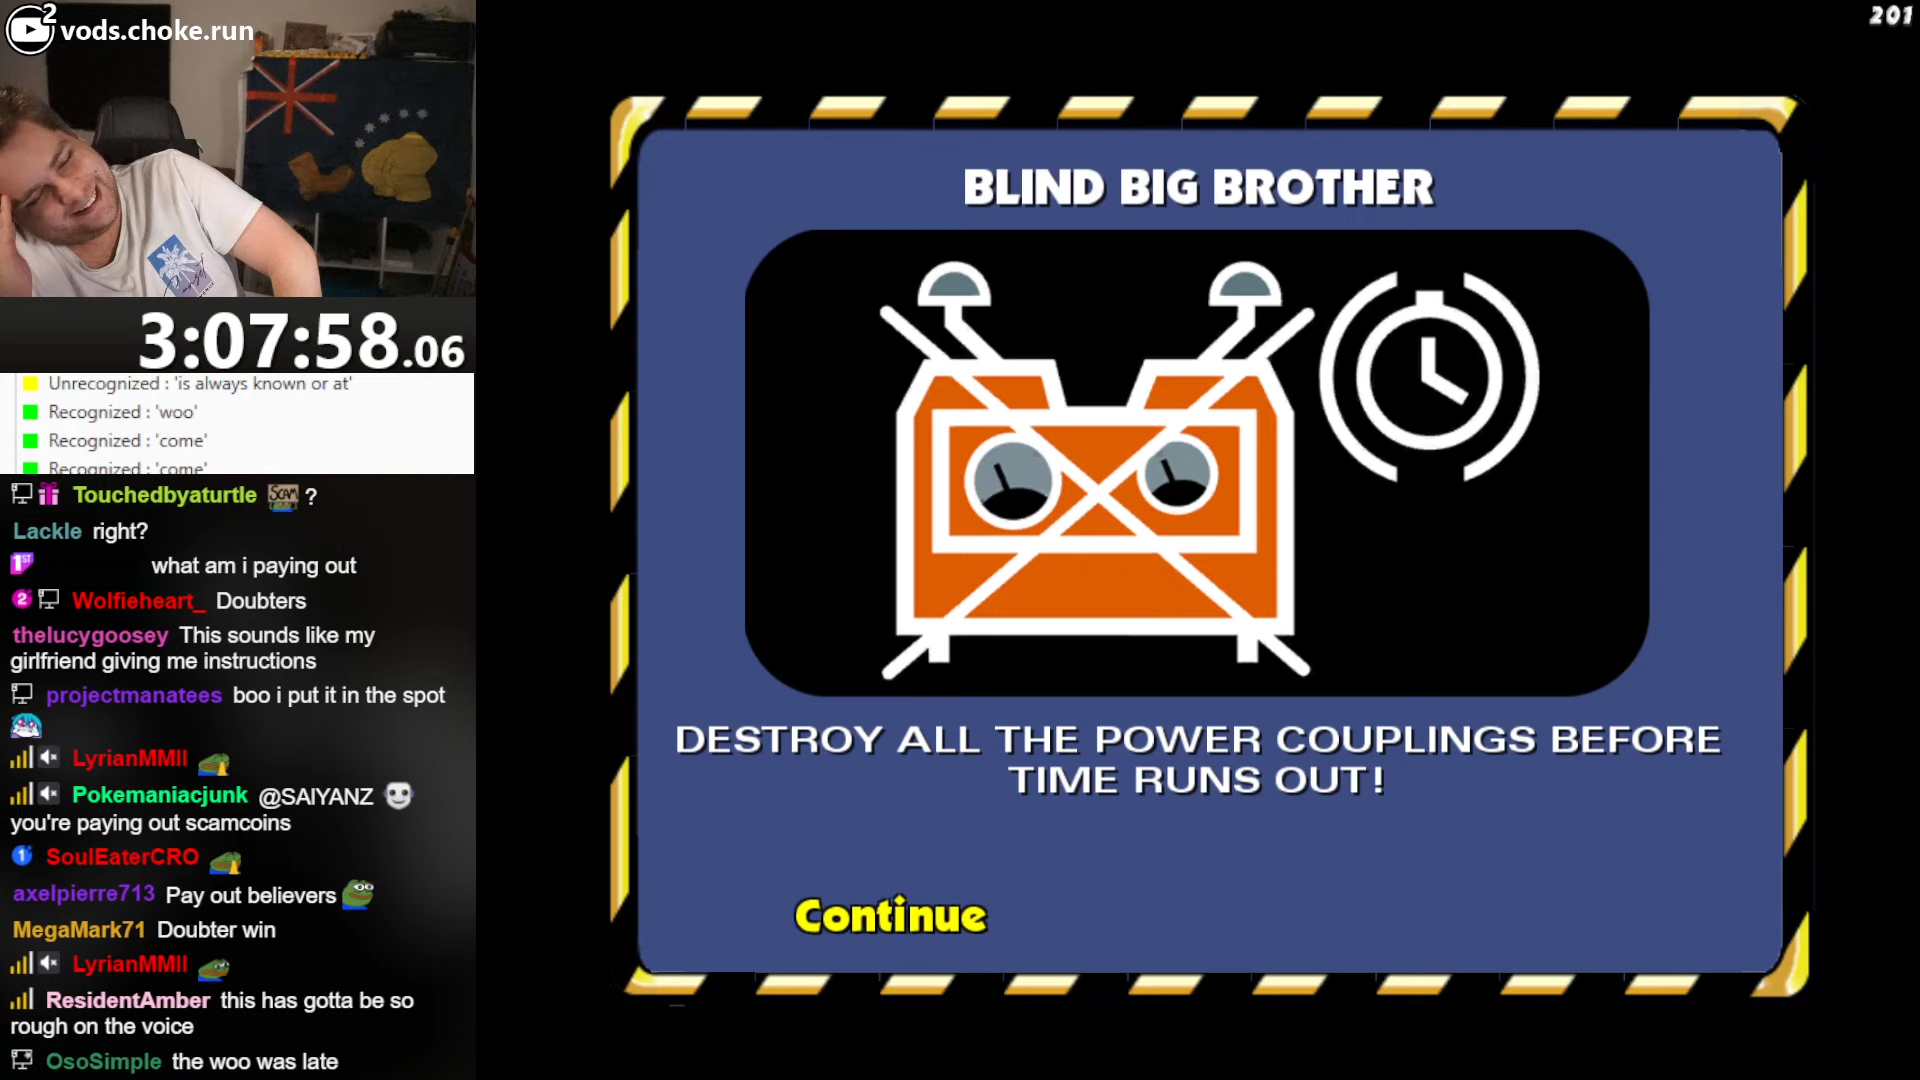 vods.choke.run
201
3:07:58.06
Unrecognized : 'is always known or at'
Recognized : 'woo'
Recognized : 'come'
Recognized : 'come'
Touchedbyaturtle SCAM ?
Lackle right?
1ST what am i paying out
2 Wolfieheart_ Doubters
thelucygoosey This sounds like my
girlfriend giving me instructions
projectmanatees boo i put it in the spot
LyrianMMII
Pokemaniacjunk @SAIYANZ
you're paying out scamcoins
1 SoulEaterCRO
axelpierre713 Pay out believers
MegaMark71 Doubter win
LyrianMMII
ResidentAmber this has gotta be so
rough on the voice
OsoSimple the woo was late
BLIND BIG BROTHER
DESTROY ALL THE POWER COUPLINGS BEFORE
TIME RUNS OUT!
Continue